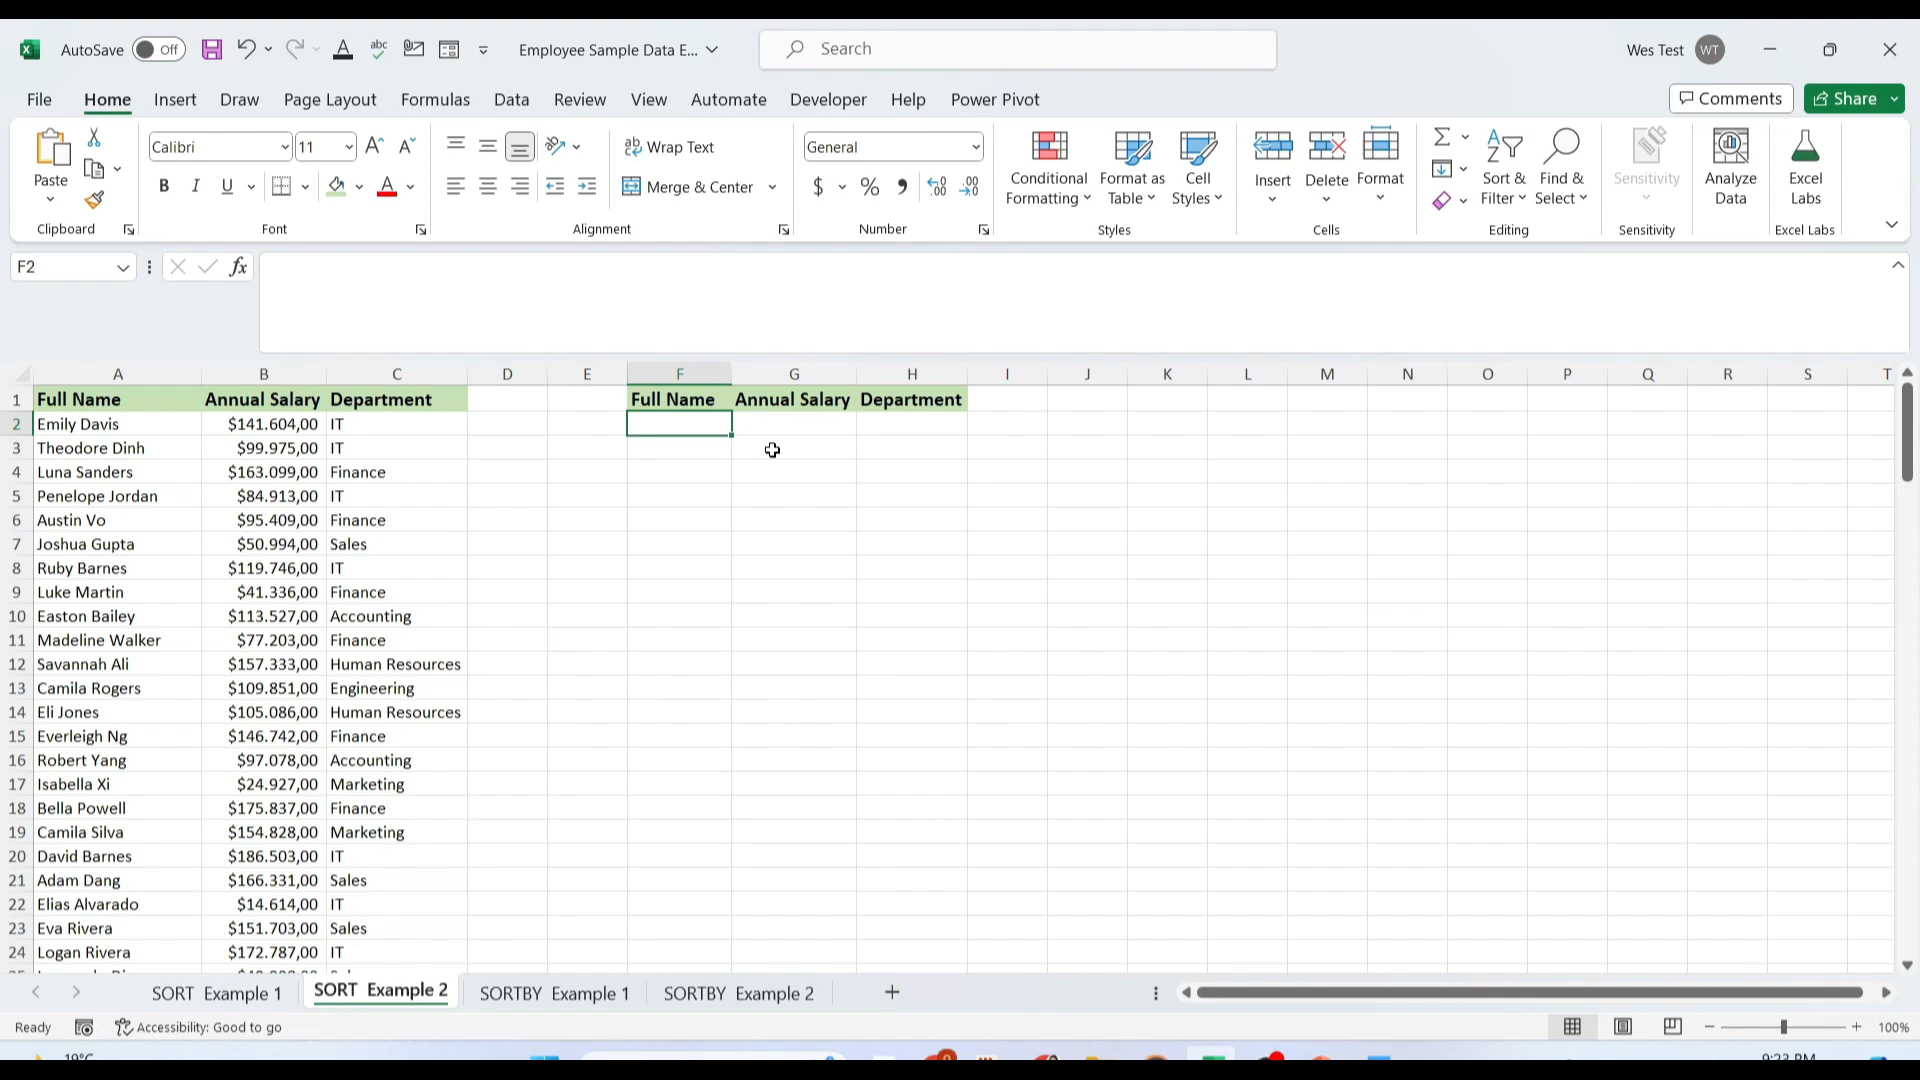 AutoSave Off Employee Sample Data E... Search Wes Test WT
File Home Insert Draw Page Layout Formulas Data Review View Automate Developer Help Power Pivot Comments Share
Paste Calibri 11 Wrap Text Merge & Center General Conditional Formatting Format as Table Cell Styles Insert Delete Format Sort & Filter Find & Select Sensitivity Analyze Data Excel Labs
Clipboard Font Alignment Number Styles Cells Editing Sensitivity Excel Labs
F2 fx
A B C D E F G H I J K L M N O P Q R S T
1 Full Name Annual Salary Department Full Name Annual Salary Department
2 Emily Davis $141.604,00 IT
3 Theodore Dinh $99.975,00 IT
4 Luna Sanders $163.099,00 Finance
5 Penelope Jordan $84.913,00 IT
6 Austin Vo $95.409,00 Finance
7 Joshua Gupta $50.994,00 Sales
8 Ruby Barnes $119.746,00 IT
9 Luke Martin $41.336,00 Finance
10 Easton Bailey $113.527,00 Accounting
11 Madeline Walker $77.203,00 Finance
12 Savannah Ali $157.333,00 Human Resources
13 Camila Rogers $109.851,00 Engineering
14 Eli Jones $105.086,00 Human Resources
15 Everleigh Ng $146.742,00 Finance
16 Robert Yang $97.078,00 Accounting
17 Isabella Xi $24.927,00 Marketing
18 Bella Powell $175.837,00 Finance
19 Camila Silva $154.828,00 Marketing
20 David Barnes $186.503,00 IT
21 Adam Dang $166.331,00 Sales
22 Elias Alvarado $14.614,00 IT
23 Eva Rivera $151.703,00 Sales
24 Logan Rivera $172.787,00 IT
SORT Example 1 SORT Example 2 SORTBY Example 1 SORTBY Example 2
Ready Accessibility: Good to go 100%
19°C 9:23 PM